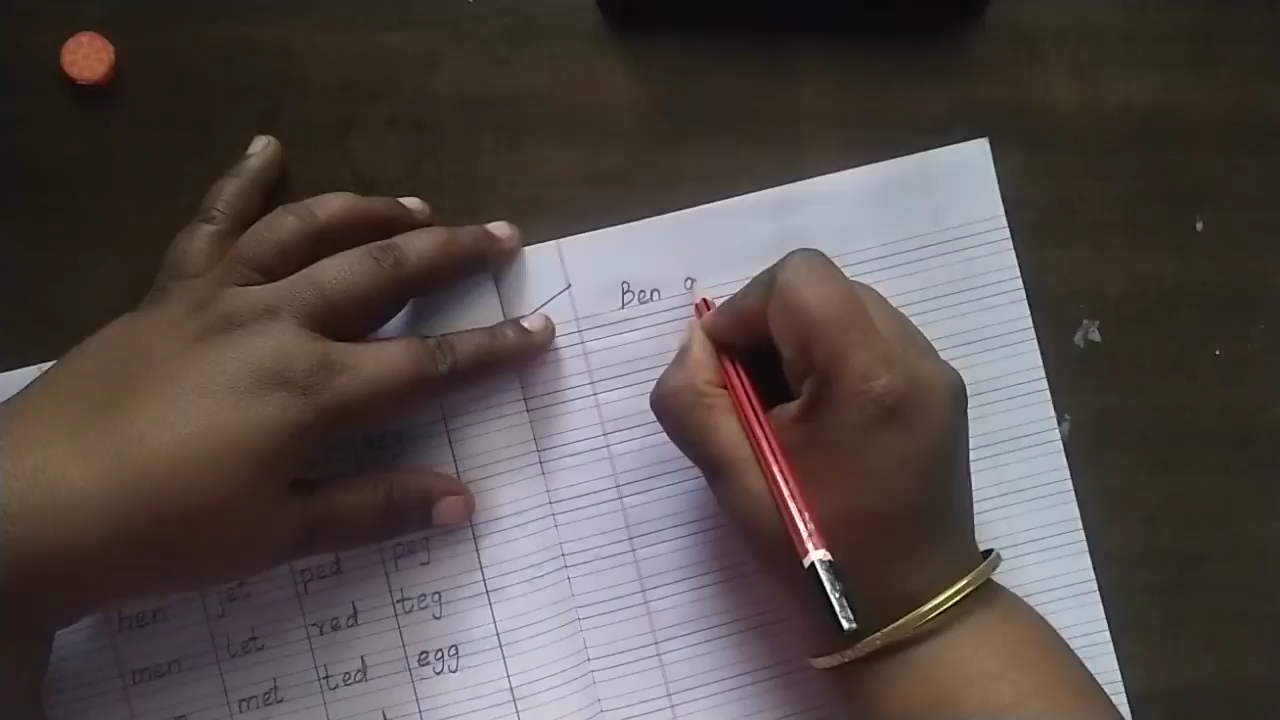 Ben a
peg
hen jet ped teg
men let red egg
met ted